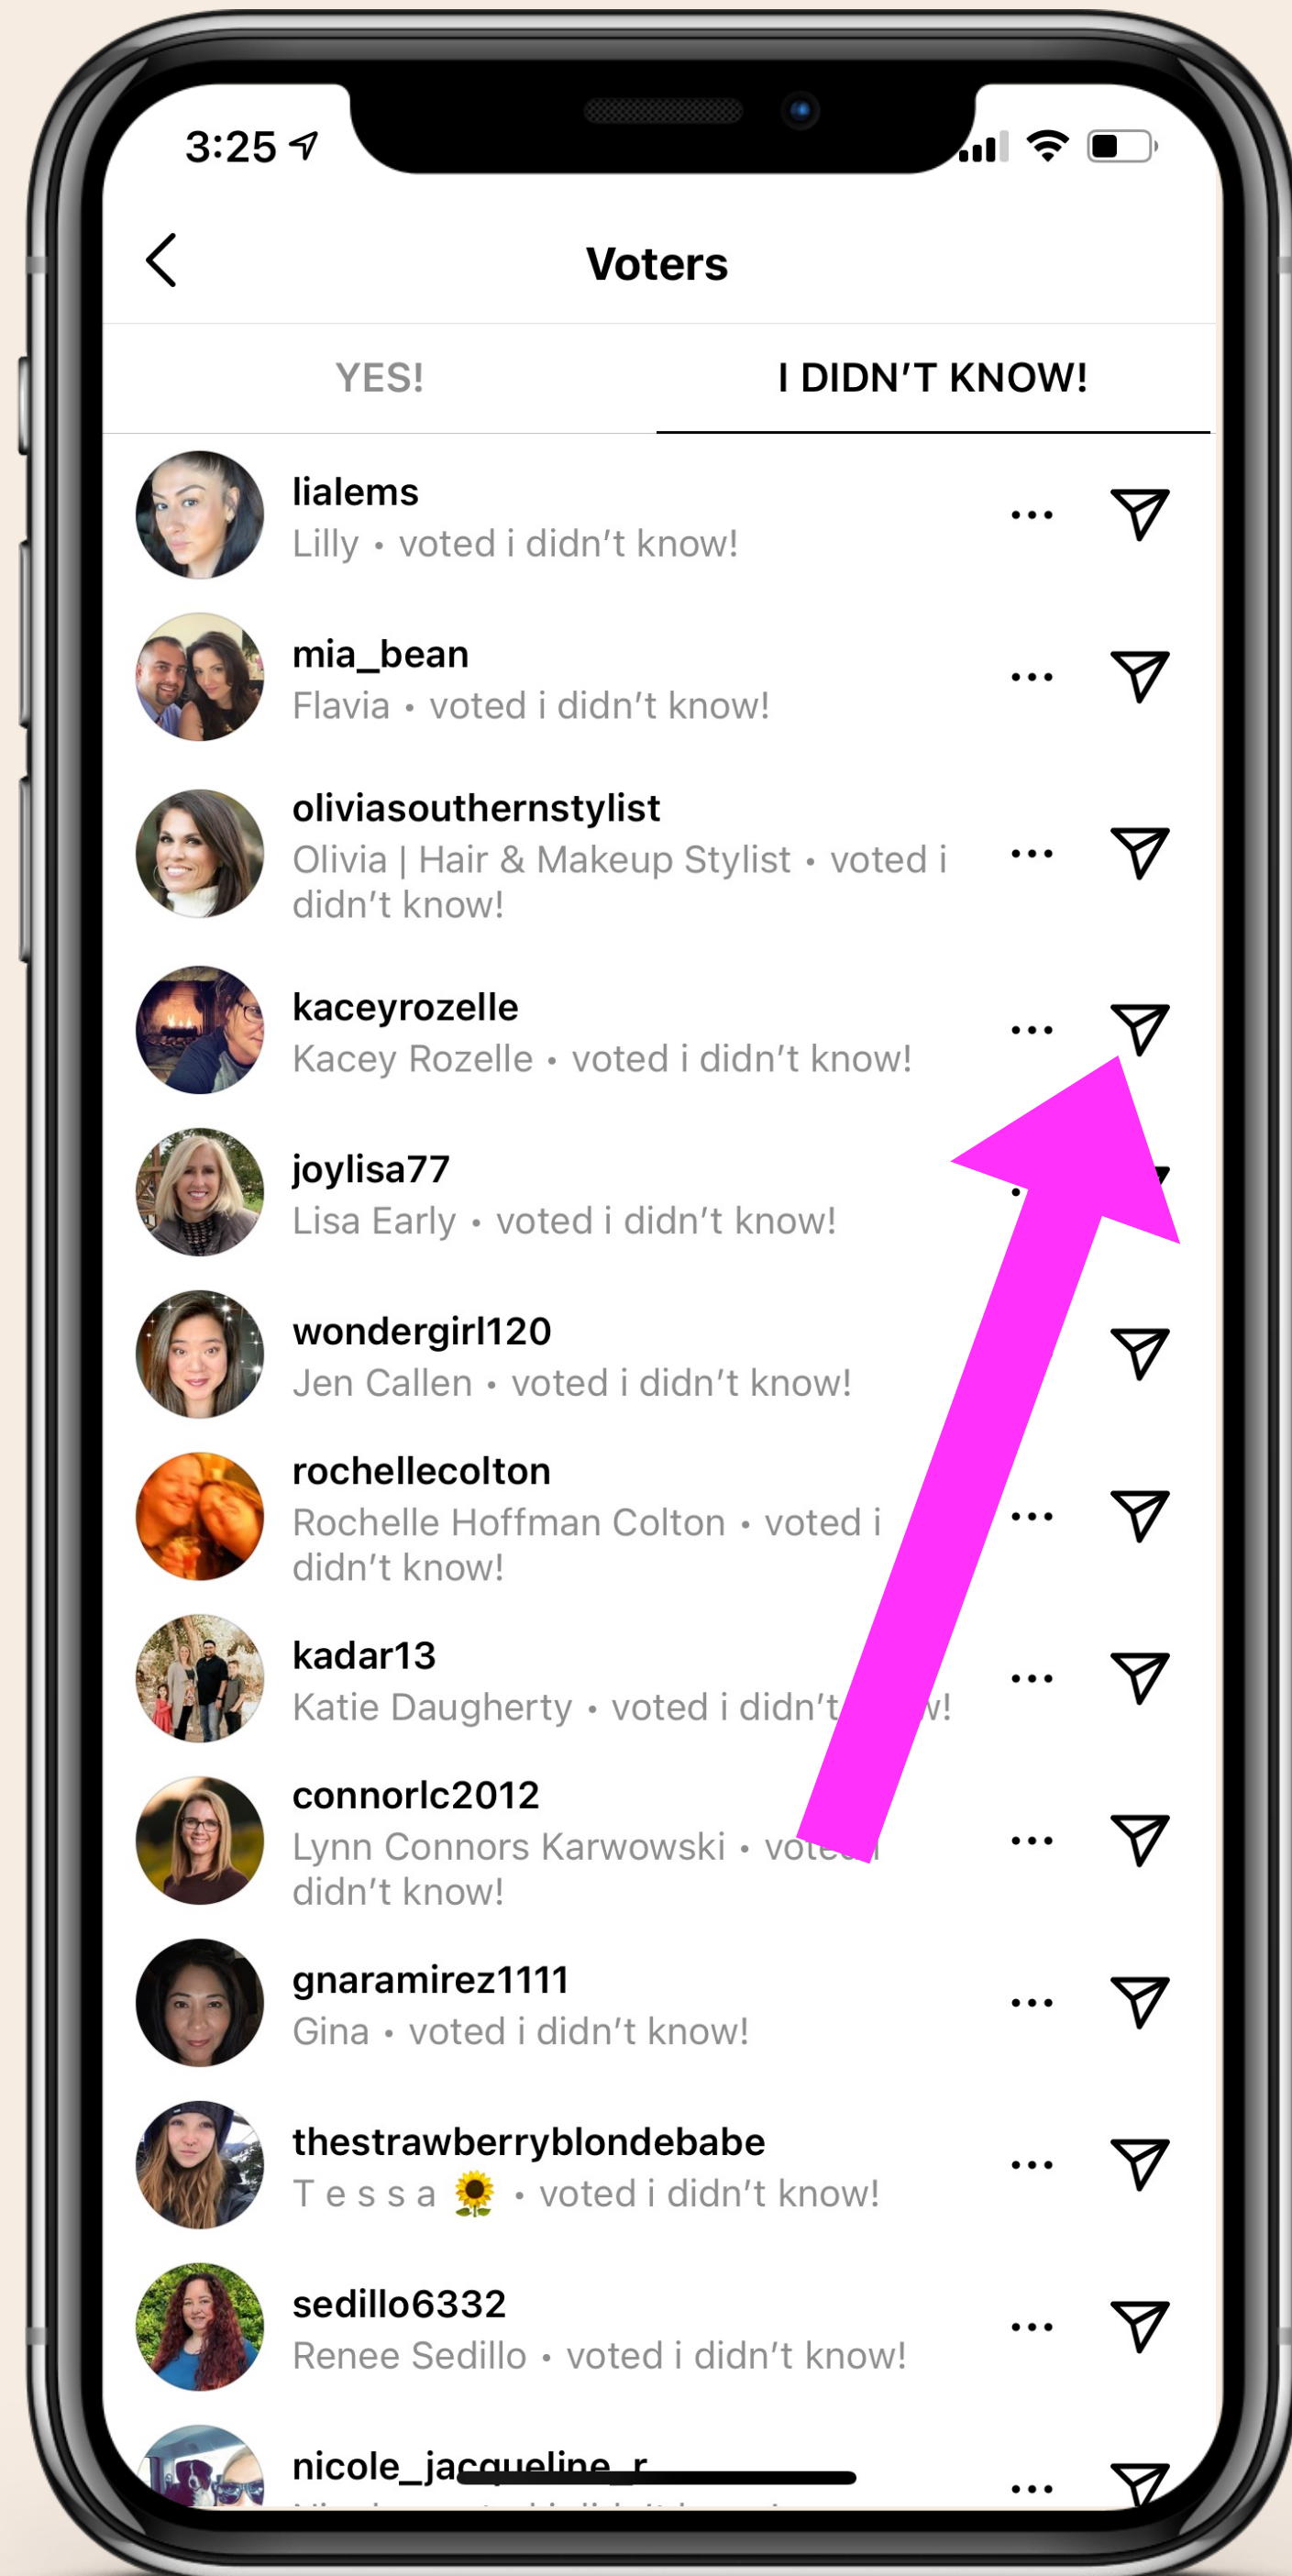 3:25
Voters
YES!
I DIDN’T KNOW!
lialems
Lilly • voted i didn’t know!
mia_bean
Flavia • voted i didn’t know!
oliviasouthernstylist
Olivia | Hair & Makeup Stylist • voted i
didn’t know!
kaceyrozelle
Kacey Rozelle • voted i didn’t know!
joylisa77
Lisa Early • voted i didn’t know!
wondergirl120
Jen Callen • voted i didn’t know!
rochellecolton
Rochelle Hoffman Colton • voted i
didn’t know!
kadar13
Katie Daugherty • voted i didn’t
connorlc2012
Lynn Connors Karwowski • voted i
didn’t know!
gnaramirez1111
Gina • voted i didn’t know!
thestrawberryblondebabe
T e s s a 🌻 • voted i didn’t know!
sedillo6332
Renee Sedillo • voted i didn’t know!
nicole_jacqueline_r